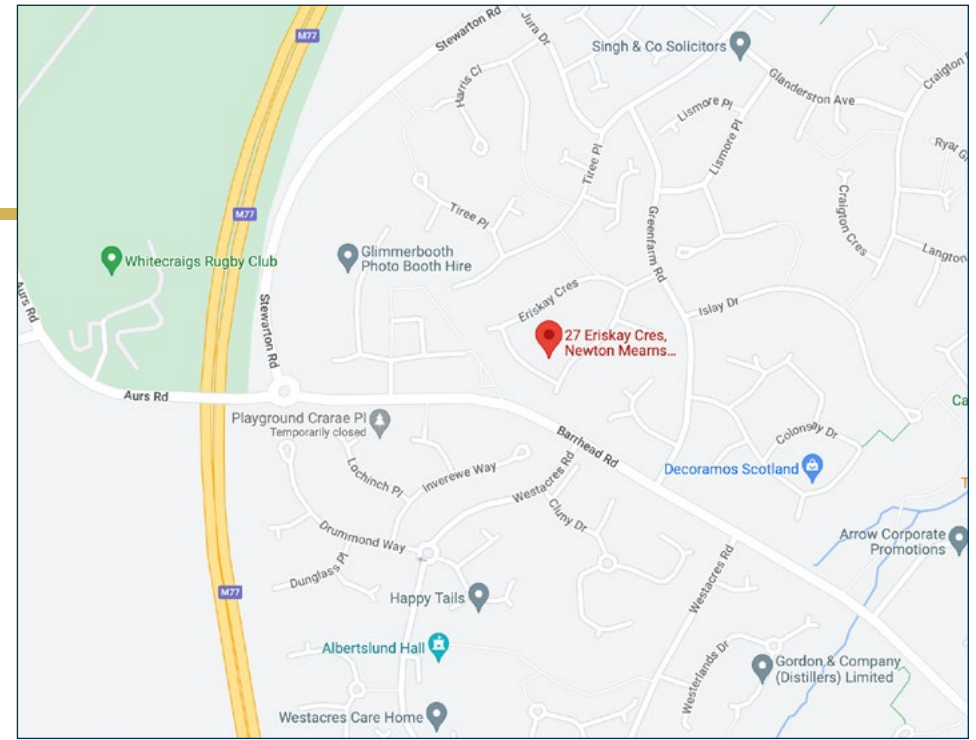 M77
Stewarton Rd
Jura Dr
Singh & Co Solicitors
Glanderston Ave
Craigton
Harris Cl
Lismore Pl
Lismore Pl
Tiree Pl
Ryat G
Craigton Cres
Tiree Pl
M77
Greenfarm Rd
Langton
Whitecraigs Rugby Club
Glimmerbooth
Photo Booth Hire
Eriskay Cres
Islay Dr
Aurs Rd
Stewarton Rd
27 Eriskay Cres,
Newton Mearns...
Aurs Rd
Ca
Playground Crarae Pl
Temporarily closed
Barrhead Rd
Colonsay Dr
Lochinch Pl
Inverewe Way
Westacres Rd
Decoramos Scotland
T
Cluny Dr
Drummond Way
Arrow Corporate
Promotions
Dunglass Pl
Westacres Rd
M77
Happy Tails
Albertslund Hall
Westerlands Dr
Gordon & Company
(Distillers) Limited
Westacres Care Home